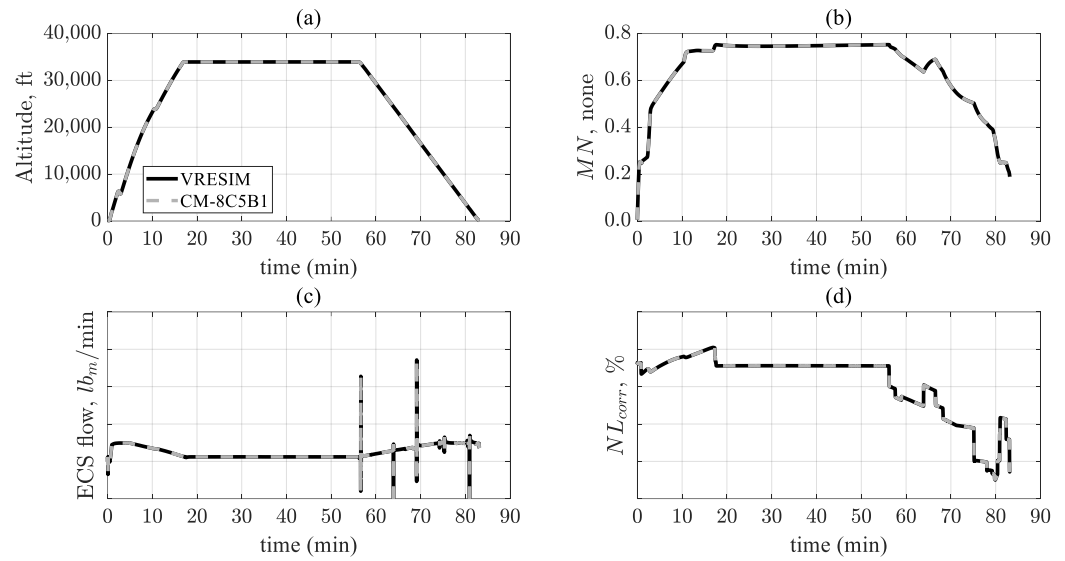 (a)
Altitude, ft
40,000
30,000
20,000
10,000
0
VRESIM
CM-8C5B1
0 10 20 30 40 50 60 70 80 90
time (min)
(b)
MN, none
0.8
0.6
0.4
0.2
0.0
0 10 20 30 40 50 60 70 80 90
time (min)
(c)
ECS flow, lb_m/min
0 10 20 30 40 50 60 70 80 90
time (min)
(d)
NL_corr, %
0 10 20 30 40 50 60 70 80 90
time (min)